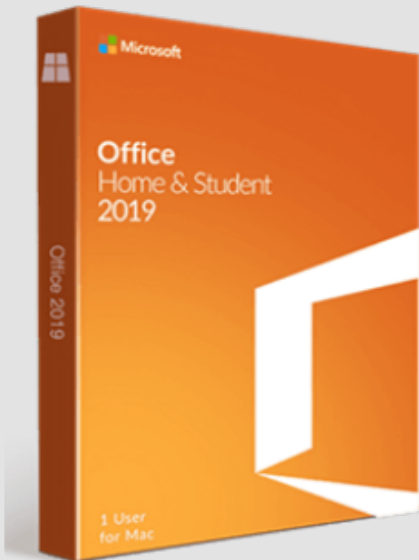 Microsoft
Office
Home & Student
2019
Office 2019
1 User
for Mac